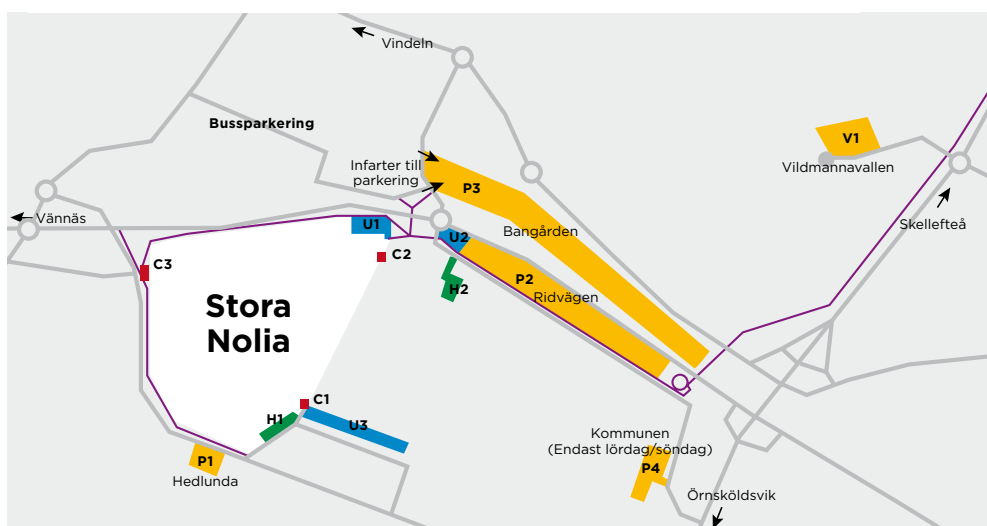 Vindeln
Bussparkering
V1
Vildmannavallen
Infarter till
parkering
P3
Vännäs
U1
Bangården
Skellefteå
U2
C2
C3
P2
H2
Ridvägen
Stora
Nolia
C1
H1
U3
Kommunen
(Endast lördag/söndag)
P1
P4
Hedlunda
Örnsköldsvik